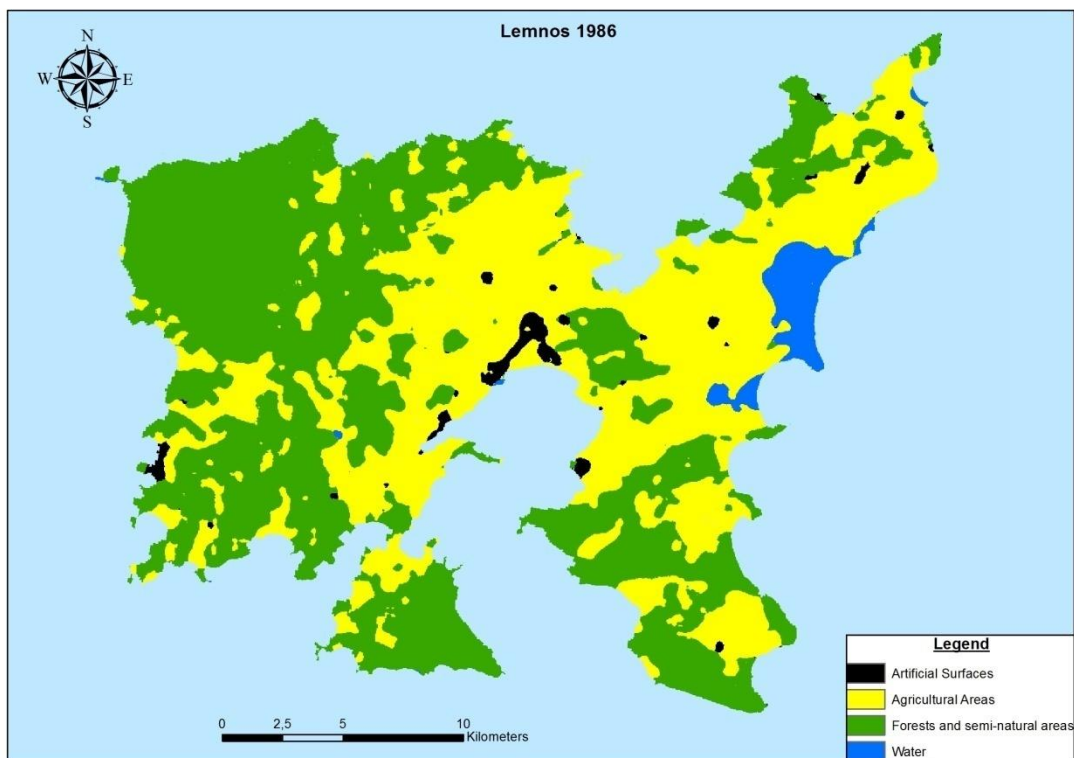 Lemnos 1986
N
W E
S
0 2,5 5 10
Kilometers
Legend
Artificial Surfaces
Agricultural Areas
Forests and semi-natural areas
Water